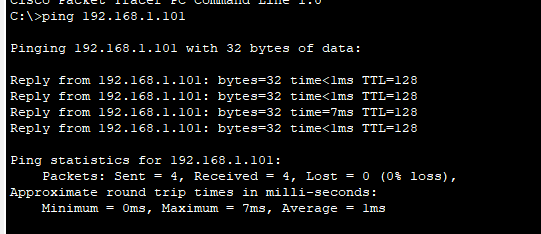 Cisco Packet Tracer PC Command Line 1.0
C:\>ping 192.168.1.101
Pinging 192.168.1.101 with 32 bytes of data:
Reply from 192.168.1.101: bytes=32 time<1ms TTL=128
Reply from 192.168.1.101: bytes=32 time<1ms TTL=128
Reply from 192.168.1.101: bytes=32 time=7ms TTL=128
Reply from 192.168.1.101: bytes=32 time<1ms TTL=128
Ping statistics for 192.168.1.101:
Packets: Sent = 4, Received = 4, Lost = 0 (0% loss),
Approximate round trip times in milli-seconds:
Minimum = 0ms, Maximum = 7ms, Average = 1ms